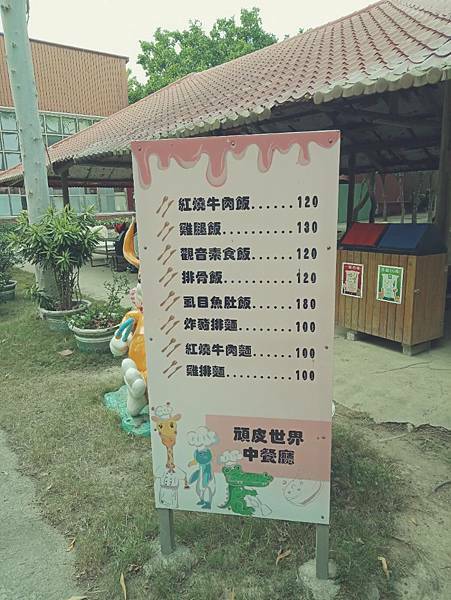 紅燒牛肉飯......120
雞腿飯..........130
觀音素食飯......120
排骨飯..........120
虱目魚肚飯......180
炸豬排麵........100
紅燒牛肉麵......100
雞排麵..........100
頑皮世界
中餐廳